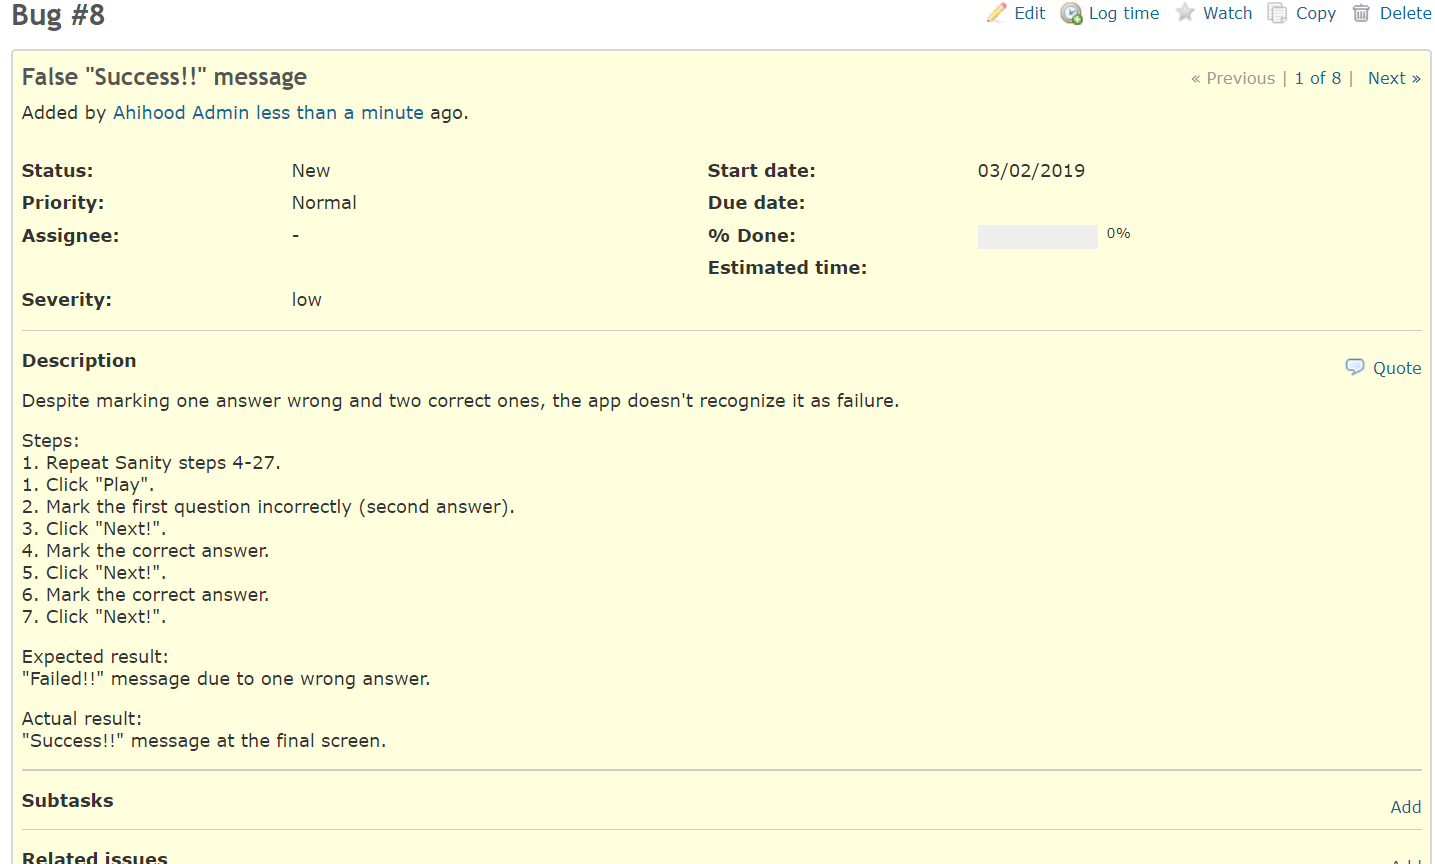 Bug #8
Edit Log time Watch Copy Delete
False "Success!!" message
« Previous | 1 of 8 | Next »
Added by Ahihood Admin less than a minute ago.
Status: New Start date: 03/02/2019
Priority: Normal Due date:
Assignee: - % Done: 0%
Estimated time:
Severity: low
Description
Quote
Despite marking one answer wrong and two correct ones, the app doesn't recognize it as failure.
Steps:
1. Repeat Sanity steps 4-27.
1. Click "Play".
2. Mark the first question incorrectly (second answer).
3. Click "Next!".
4. Mark the correct answer.
5. Click "Next!".
6. Mark the correct answer.
7. Click "Next!".
Expected result:
"Failed!!" message due to one wrong answer.
Actual result:
"Success!!" message at the final screen.
Subtasks
Add
Related issues
Add